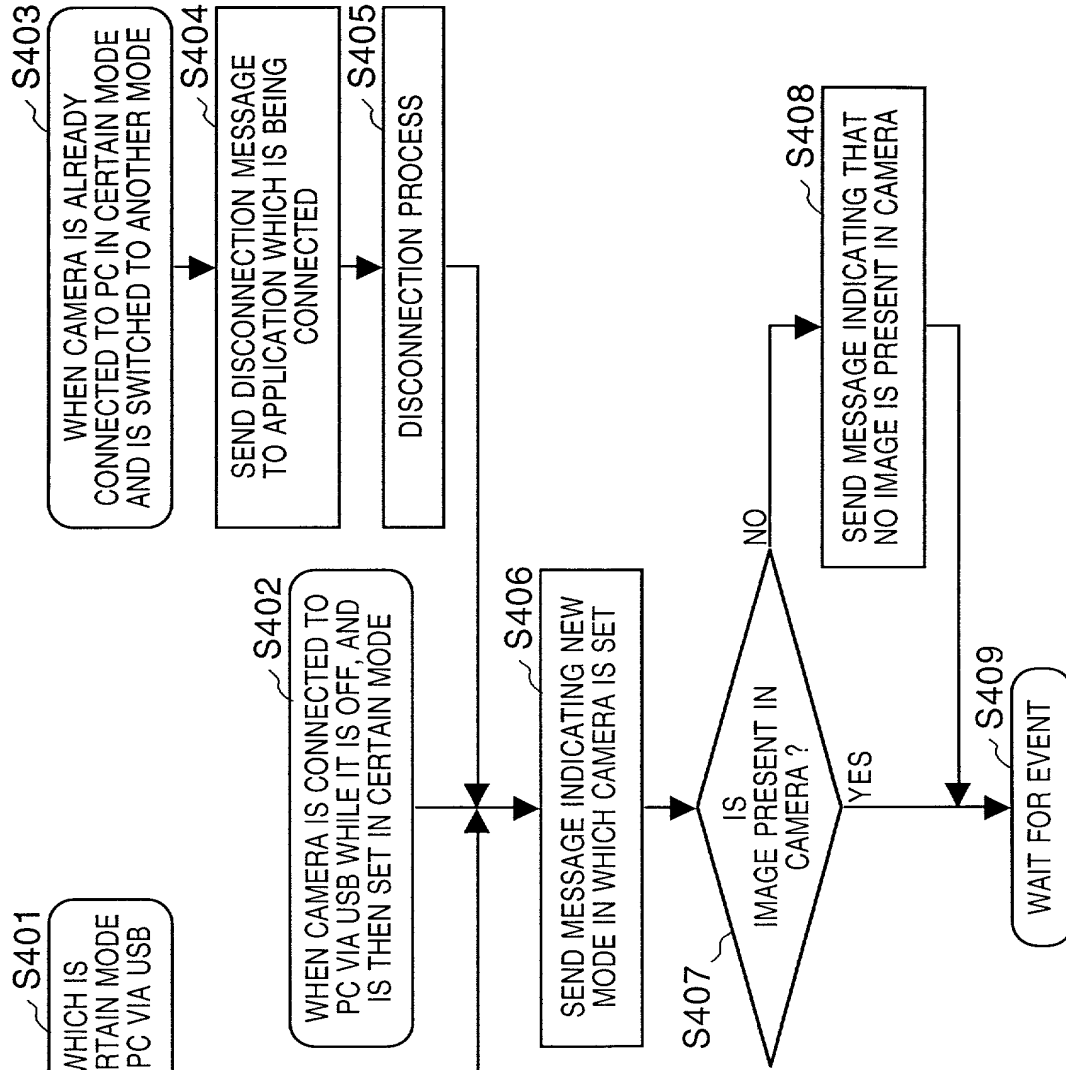 S401
WHICH IS
RTAIN MODE
PC VIA USB
S402
WHEN CAMERA IS CONNECTED TO
PC VIA USB WHILE IT IS OFF, AND
IS THEN SET IN CERTAIN MODE
S403
WHEN CAMERA IS ALREADY
CONNECTED TO PC IN CERTAIN MODE
AND IS SWITCHED TO ANOTHER MODE
S404
SEND DISCONNECTION MESSAGE
TO APPLICATION WHICH IS BEING
CONNECTED
S405
DISCONNECTION PROCESS
S406
SEND MESSAGE INDICATING NEW
MODE IN WHICH CAMERA IS SET
S407
IS
IMAGE PRESENT IN
CAMERA ?
NO
YES
S408
SEND MESSAGE INDICATING THAT
NO IMAGE IS PRESENT IN CAMERA
S409
WAIT FOR EVENT